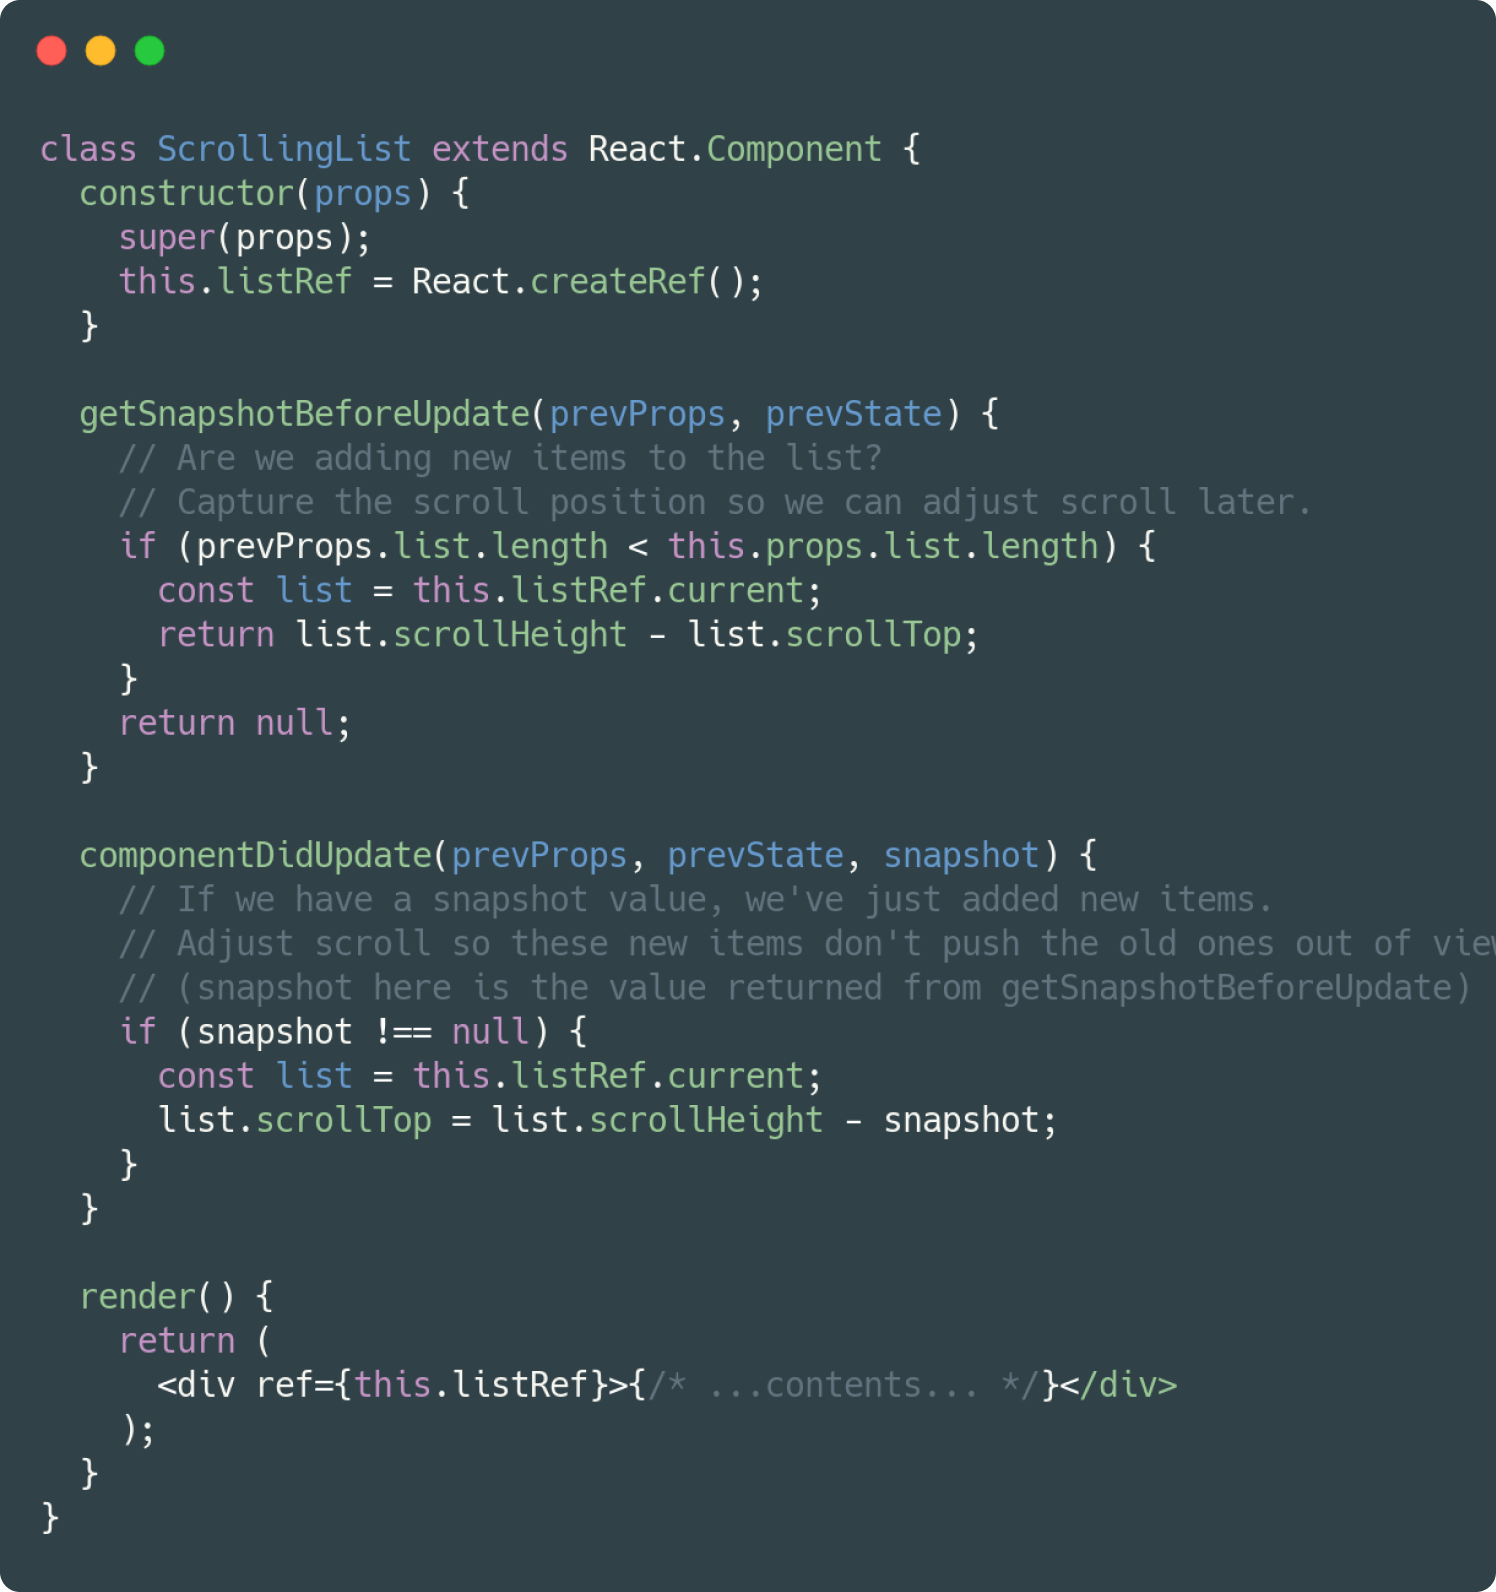 class ScrollingList extends React.Component {
  constructor(props) {
    super(props);
    this.listRef = React.createRef();
  }

  getSnapshotBeforeUpdate(prevProps, prevState) {
    // Are we adding new items to the list?
    // Capture the scroll position so we can adjust scroll later.
    if (prevProps.list.length < this.props.list.length) {
      const list = this.listRef.current;
      return list.scrollHeight - list.scrollTop;
    }
    return null;
  }

  componentDidUpdate(prevProps, prevState, snapshot) {
    // If we have a snapshot value, we've just added new items.
    // Adjust scroll so these new items don't push the old ones out of view
    // (snapshot here is the value returned from getSnapshotBeforeUpdate)
    if (snapshot !== null) {
      const list = this.listRef.current;
      list.scrollTop = list.scrollHeight - snapshot;
    }
  }

  render() {
    return (
      <div ref={this.listRef}>{/* ...contents... */}</div>
    );
  }
}